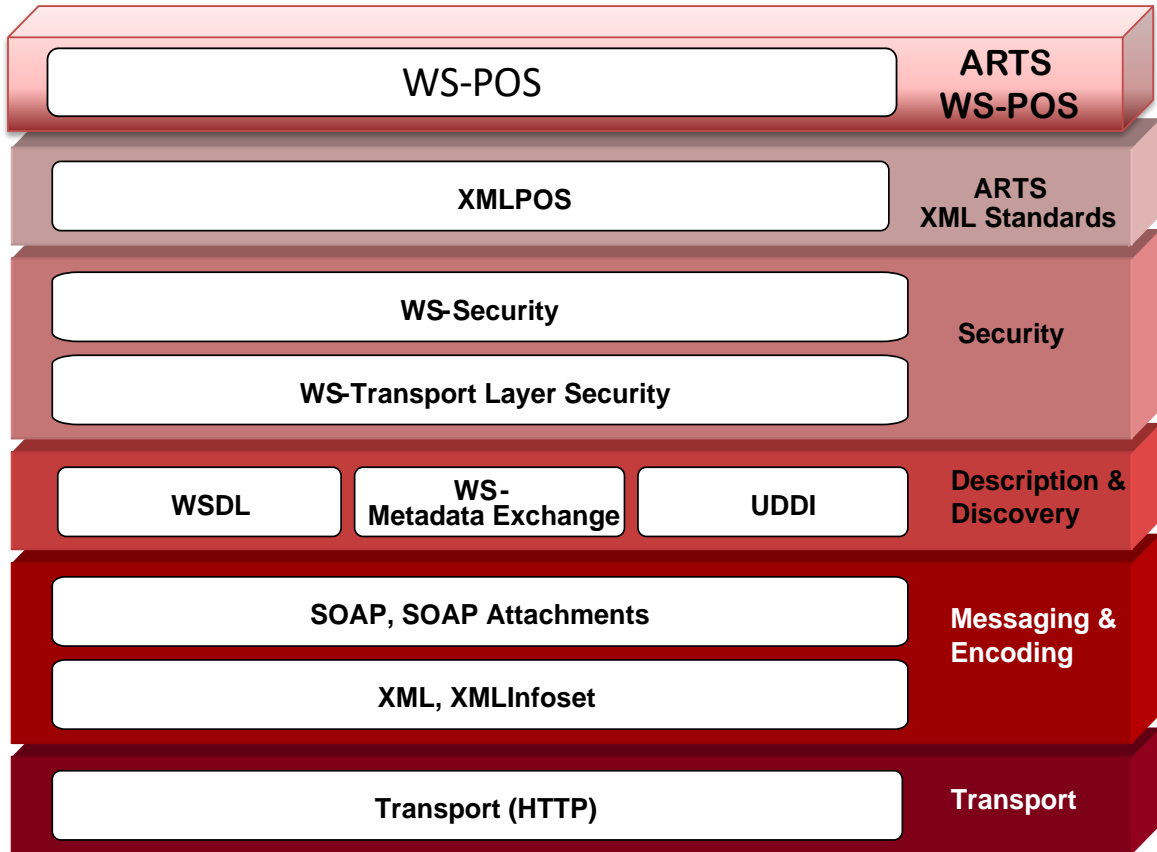 WS-POS
ARTS
WS-POS
XMLPOS
ARTS
XML Standards
WS-Security
WS-Transport Layer Security
Security
WSDL
WS-
Metadata Exchange
UDDI
Description &
Discovery
SOAP, SOAP Attachments
XML, XMLInfoset
Messaging &
Encoding
Transport (HTTP)
Transport